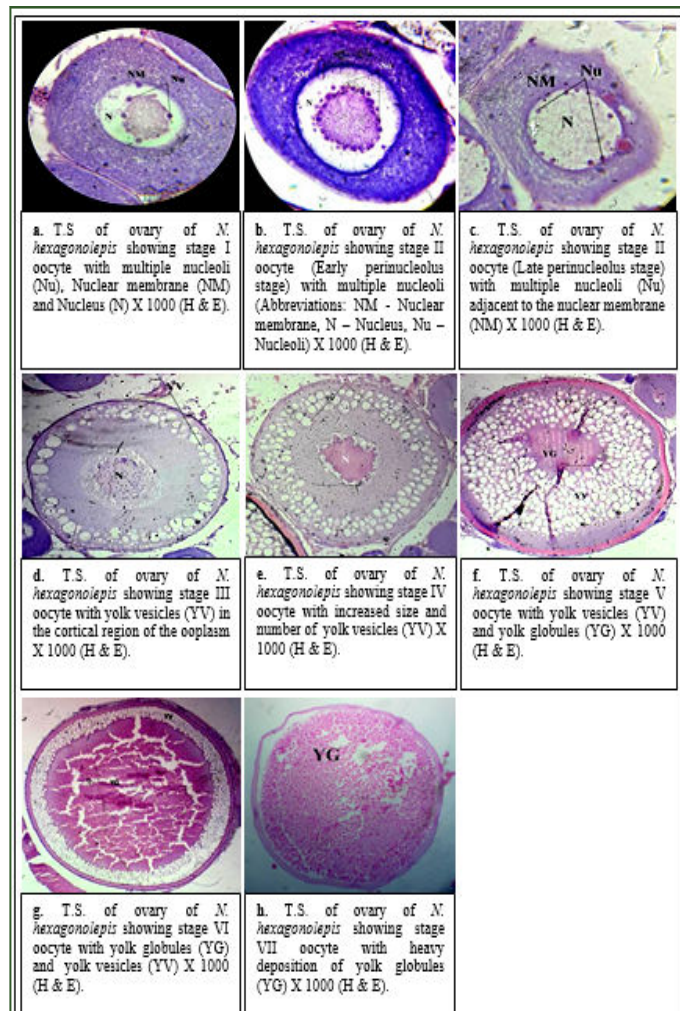 NM
Nu
N
NM
N
NM
Nu
N
a. T.S of ovary of N.
hexagonolepis showing stage I
oocyte with multiple nucleoli
(Nu), Nuclear membrane (NM)
and Nucleus (N) X 1000 (H & E).
b. T.S. of ovary of N.
hexagonolepis showing stage II
oocyte (Early perinucleolus
stage) with multiple nucleoli
(Abbreviations: NM - Nuclear
membrane, N – Nucleus, Nu –
Nucleoli) X 1000 (H & E).
c. T.S. of ovary of N.
hexagonolepis showing stage II
oocyte (Late perinucleolus stage)
with multiple nucleoli (Nu)
adjacent to the nuclear membrane
(NM) X 1000 (H & E).
N
YG
YV
d. T.S. of ovary of N.
hexagonolepis showing stage III
oocyte with yolk vesicles (YV) in
the cortical region of the ooplasm
X 1000 (H & E).
e. T.S. of ovary of N.
hexagonolepis showing stage IV
oocyte with increased size and
number of yolk vesicles (YV) X
1000 (H & E).
f. T.S. of ovary of N.
hexagonolepis showing stage V
oocyte with yolk vesicles (YV)
and yolk globules (YG) X 1000
(H & E).
YG
g. T.S. of ovary of N.
hexagonolepis showing stage VI
oocyte with yolk globules (YG)
and yolk vesicles (YV) X 1000
(H & E).
h. T.S. of ovary of N.
hexagonolepis showing stage
VII oocyte with heavy
deposition of yolk globules
(YG) X 1000 (H & E).